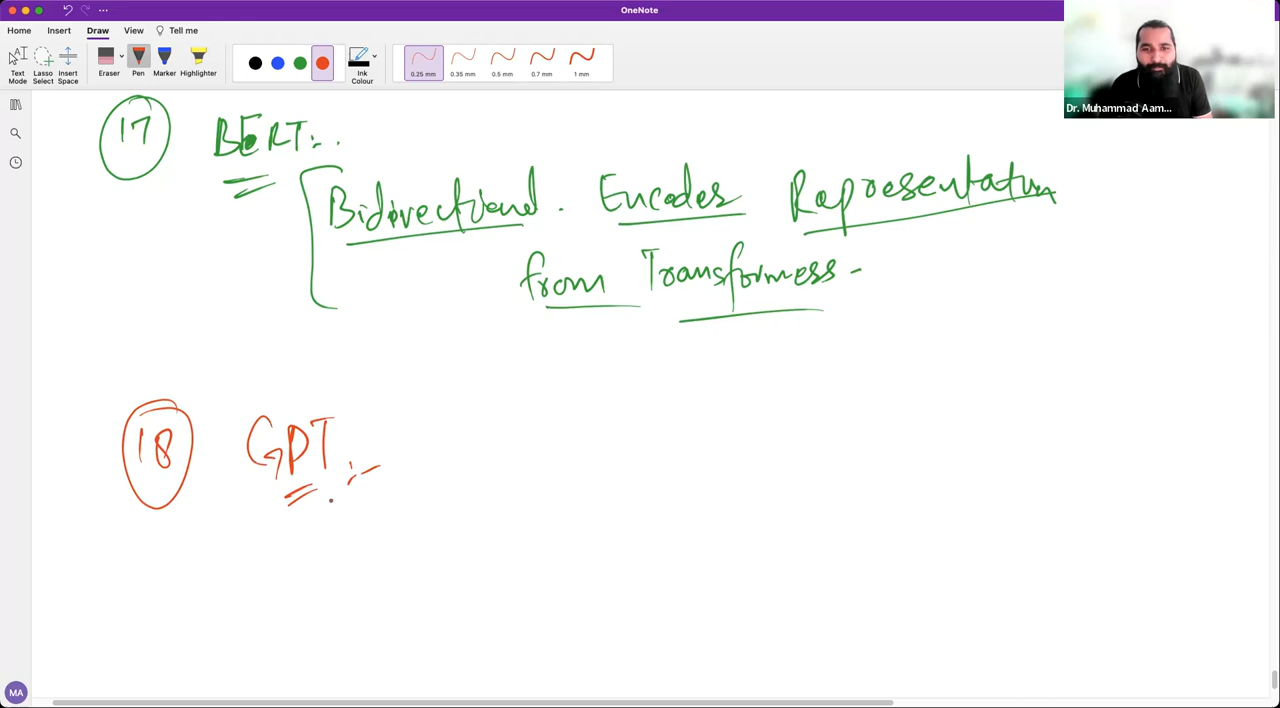 OneNote
Home Insert Draw View Tell me
Text Mode Lasso Select Insert Space Eraser Pen Marker Highlighter 0.25 mm 0.35 mm 0.5 mm 0.7 mm 1 mm Ink Colour
Dr. Muhammad Aam...
17 BERT:-.
Bidirectional. Encoder Representation
from Transformers-
18 GPT :-
MA